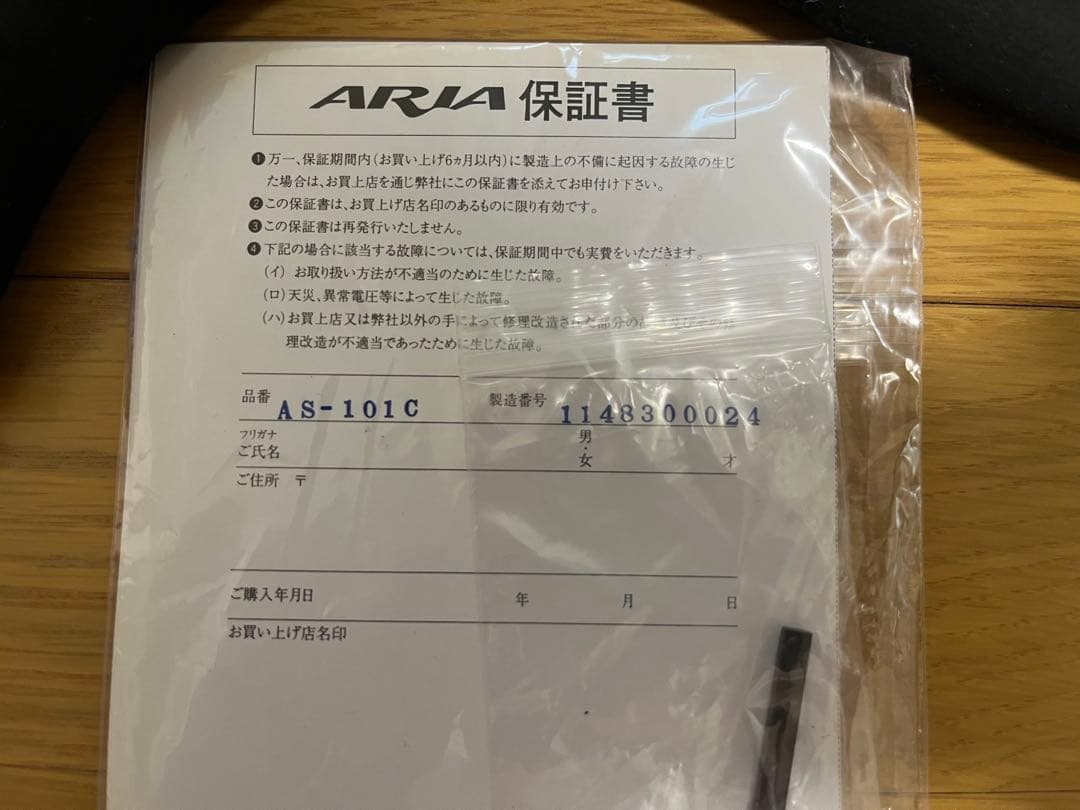 ARIA 保証書
❶万一、保証期間内(お買い上げ6ヵ月以内)に製造上の不備に起因する故障の生じ
た場合は、お買上店を通じ弊社にこの保証書を添えてお申付け下さい。
❷この保証書は、お買上げ店名印のあるものに限り有効です。
❸この保証書は再発行いたしません。
❹下記の場合に該当する故障については、保証期間中でも実費をいただきます。
(イ) お取り扱い方法が不適当のために生じた故障。
(ロ)天災、異常電圧等によって生じた故障。
(ハ)お買上店又は弊社以外の手によって修理改造された部分の
理改造が不適当であったために生じた故障。
品番 AS-101C 製造番号 1148300024
フリガナ
ご氏名 男・女 才
ご住所 〒
ご購入年月日 年 月 日
お買い上げ店名印